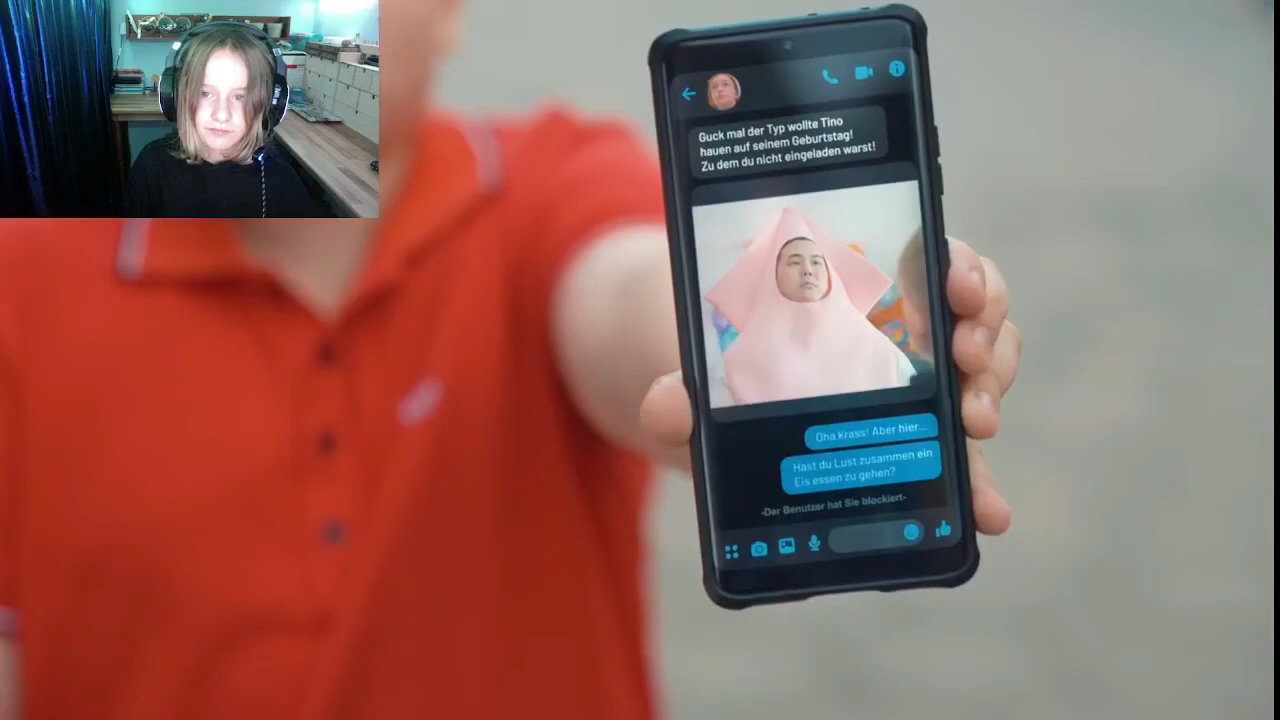 Guck mal der Typ wollte Tino
hauen auf seinem Geburtstag!
Zu dem du nicht eingeladen warst!
Oha Krass! Aber hier...
Hast du Lust zusammen ein
Eis essen zu gehen?
-Der Benutzer hat Sie blockiert-